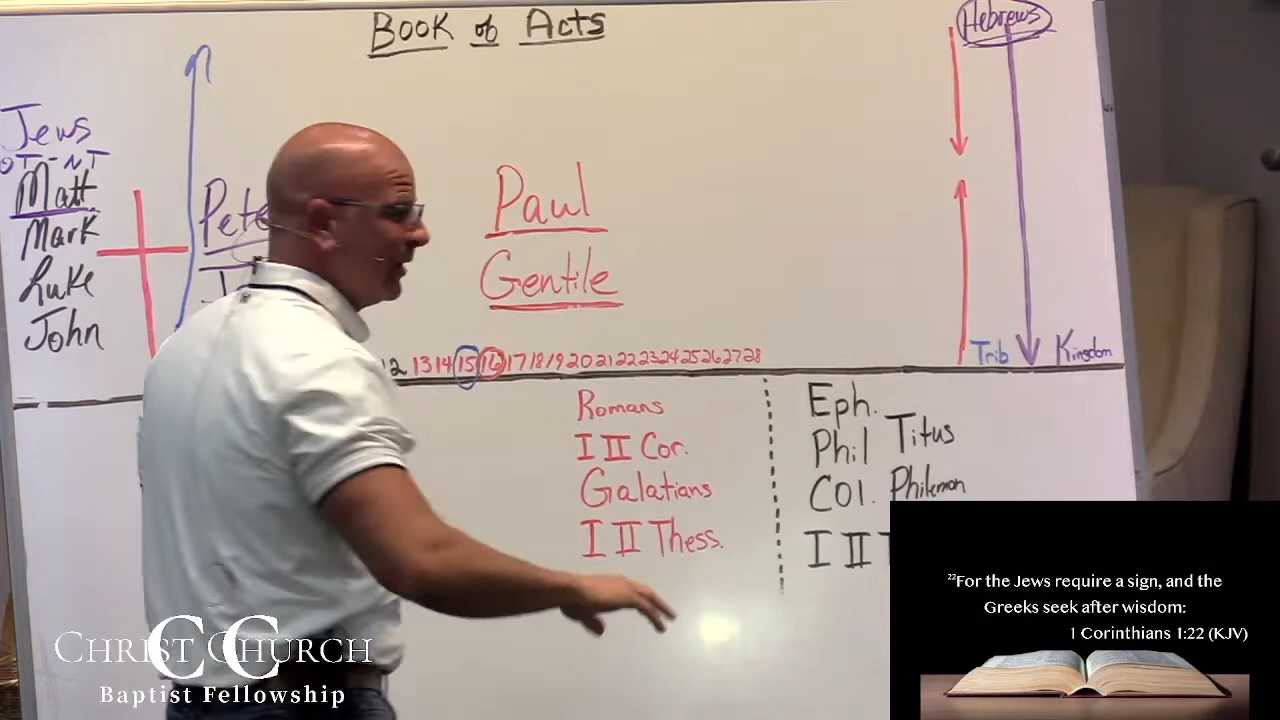 Book of Acts
Hebrews
Jews
OT-NT
Matt
Mark
Luke
John
Pete
Paul
Gentile
12 13 14 15 16 17 18 19 20 21 22 23 24 25 26 27 28
Trib
Kingdom
Romans
I II Cor.
Galatians
I II Thess.
Eph.
Phil
Col.
I II
Titus
Philemon
CC
Christ Church
Baptist Fellowship
22For the Jews require a sign, and the
Greeks seek after wisdom:
1 Corinthians 1:22 (KJV)